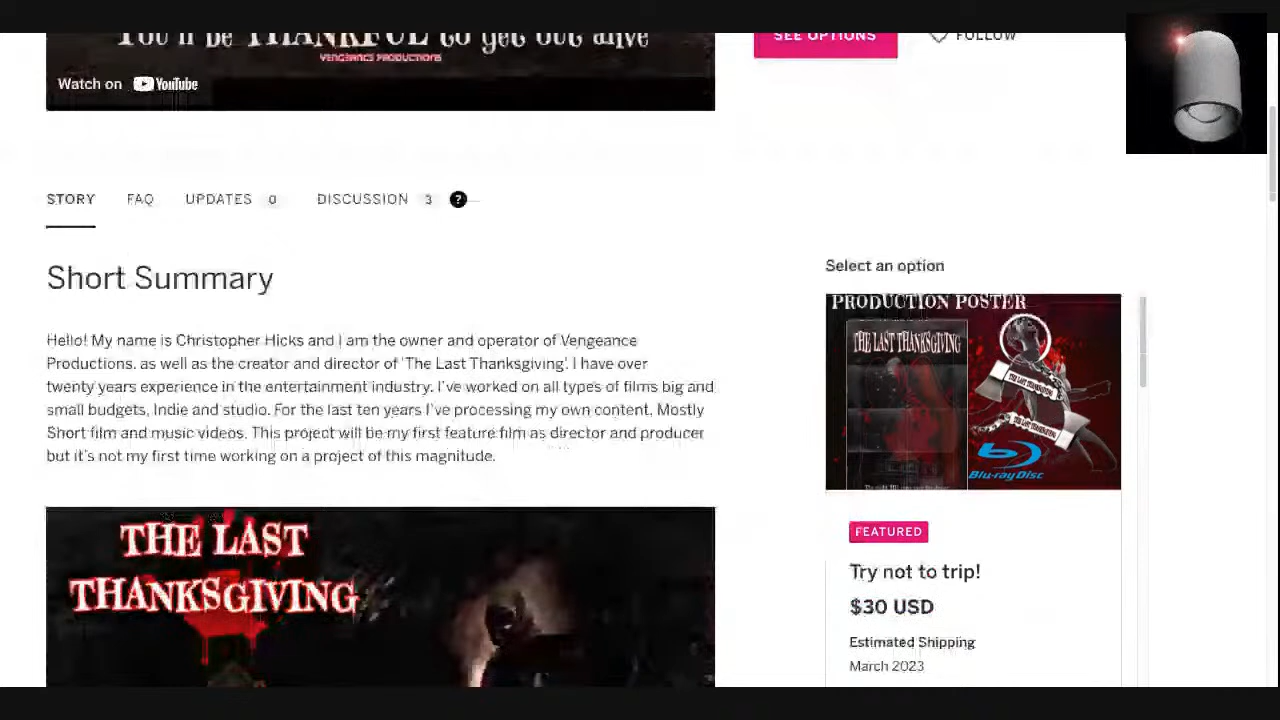 You'll be THANKFUL to get out alive
VENGEANCE PRODUCTIONS
Watch on YouTube
SEE OPTIONS
FOLLOW
STORY FAQ UPDATES 0 DISCUSSION 3 ?
Short Summary
Hello! My name is Christopher Hicks and I am the owner and operator of Vengeance
Productions, as well as the creator and director of 'The Last Thanksgiving'. I have over
twenty years experience in the entertainment industry. I've worked on all types of films big and
small budgets, Indie and studio. For the last ten years I've processing my own content, Mostly
Short film and music videos. This project will be my first feature film as director and producer
but it's not my first time working on a project of this magnitude.
THE LAST
THANKSGIVING
Select an option
PRODUCTION POSTER
THE LAST THANKSGIVING
THE LAST THANKSGIVING
THE LAST THANKSGIVING
Blu-ray Disc
FEATURED
Try not to trip!
$30 USD
Estimated Shipping
March 2023